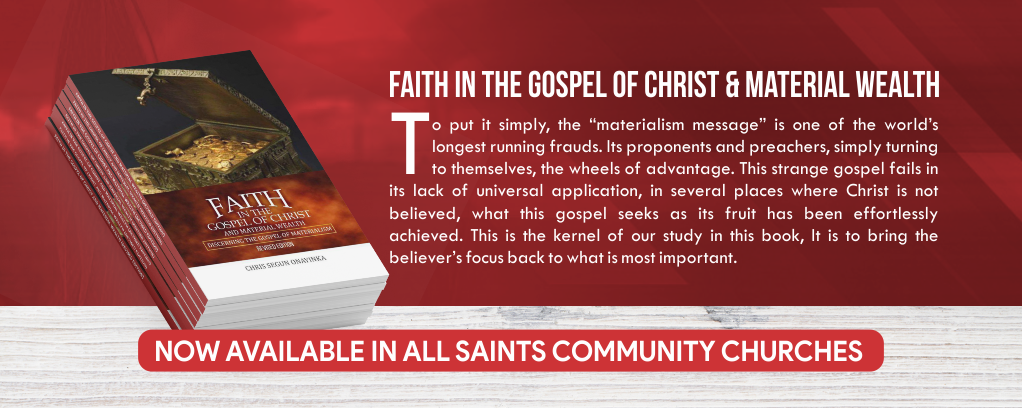 FAITH IN THE GOSPEL OF CHRIST & MATERIAL WEALTH
To put it simply, the “materialism message” is one of the world’s
longest running frauds. Its proponents and preachers, simply turning
to themselves, the wheels of advantage. This strange gospel fails in
its lack of universal application, in several places where Christ is not
believed, what this gospel seeks as its fruit has been effortlessly
achieved. This is the kernel of our study in this book, It is to bring the
believer’s focus back to what is most important.
FAITH
IN THE
GOSPEL OF CHRIST
AND MATERIAL WEALTH
DISCERNING THE GOSPEL OF MATERIALISM
REVISED EDITION
CHRIS SEGUN ONAYINKA
NOW AVAILABLE IN ALL SAINTS COMMUNITY CHURCHES